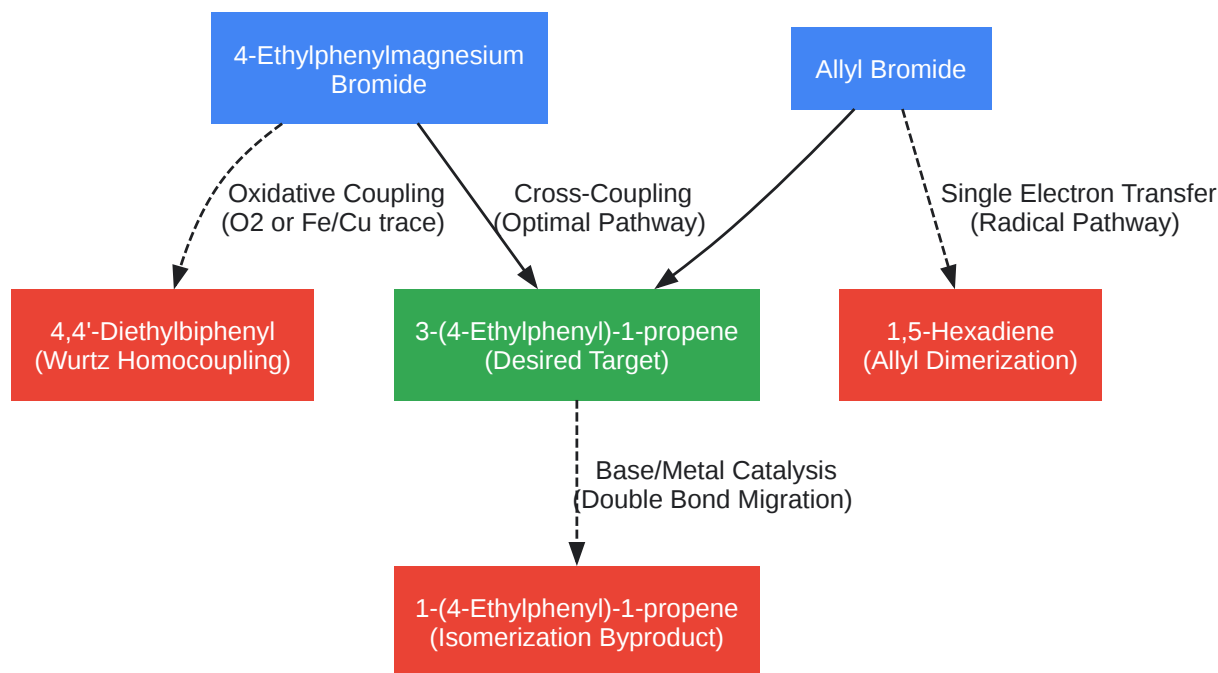 4-Ethylphenylmagnesium
Bromide
Allyl Bromide
Oxidative Coupling
(O2 or Fe/Cu trace)
Cross-Coupling
(Optimal Pathway)
Single Electron Transfer
(Radical Pathway)
4,4'-Diethylbiphenyl
(Wurtz Homocoupling)
3-(4-Ethylphenyl)-1-propene
(Desired Target)
1,5-Hexadiene
(Allyl Dimerization)
Base/Metal Catalysis
(Double Bond Migration)
1-(4-Ethylphenyl)-1-propene
(Isomerization Byproduct)